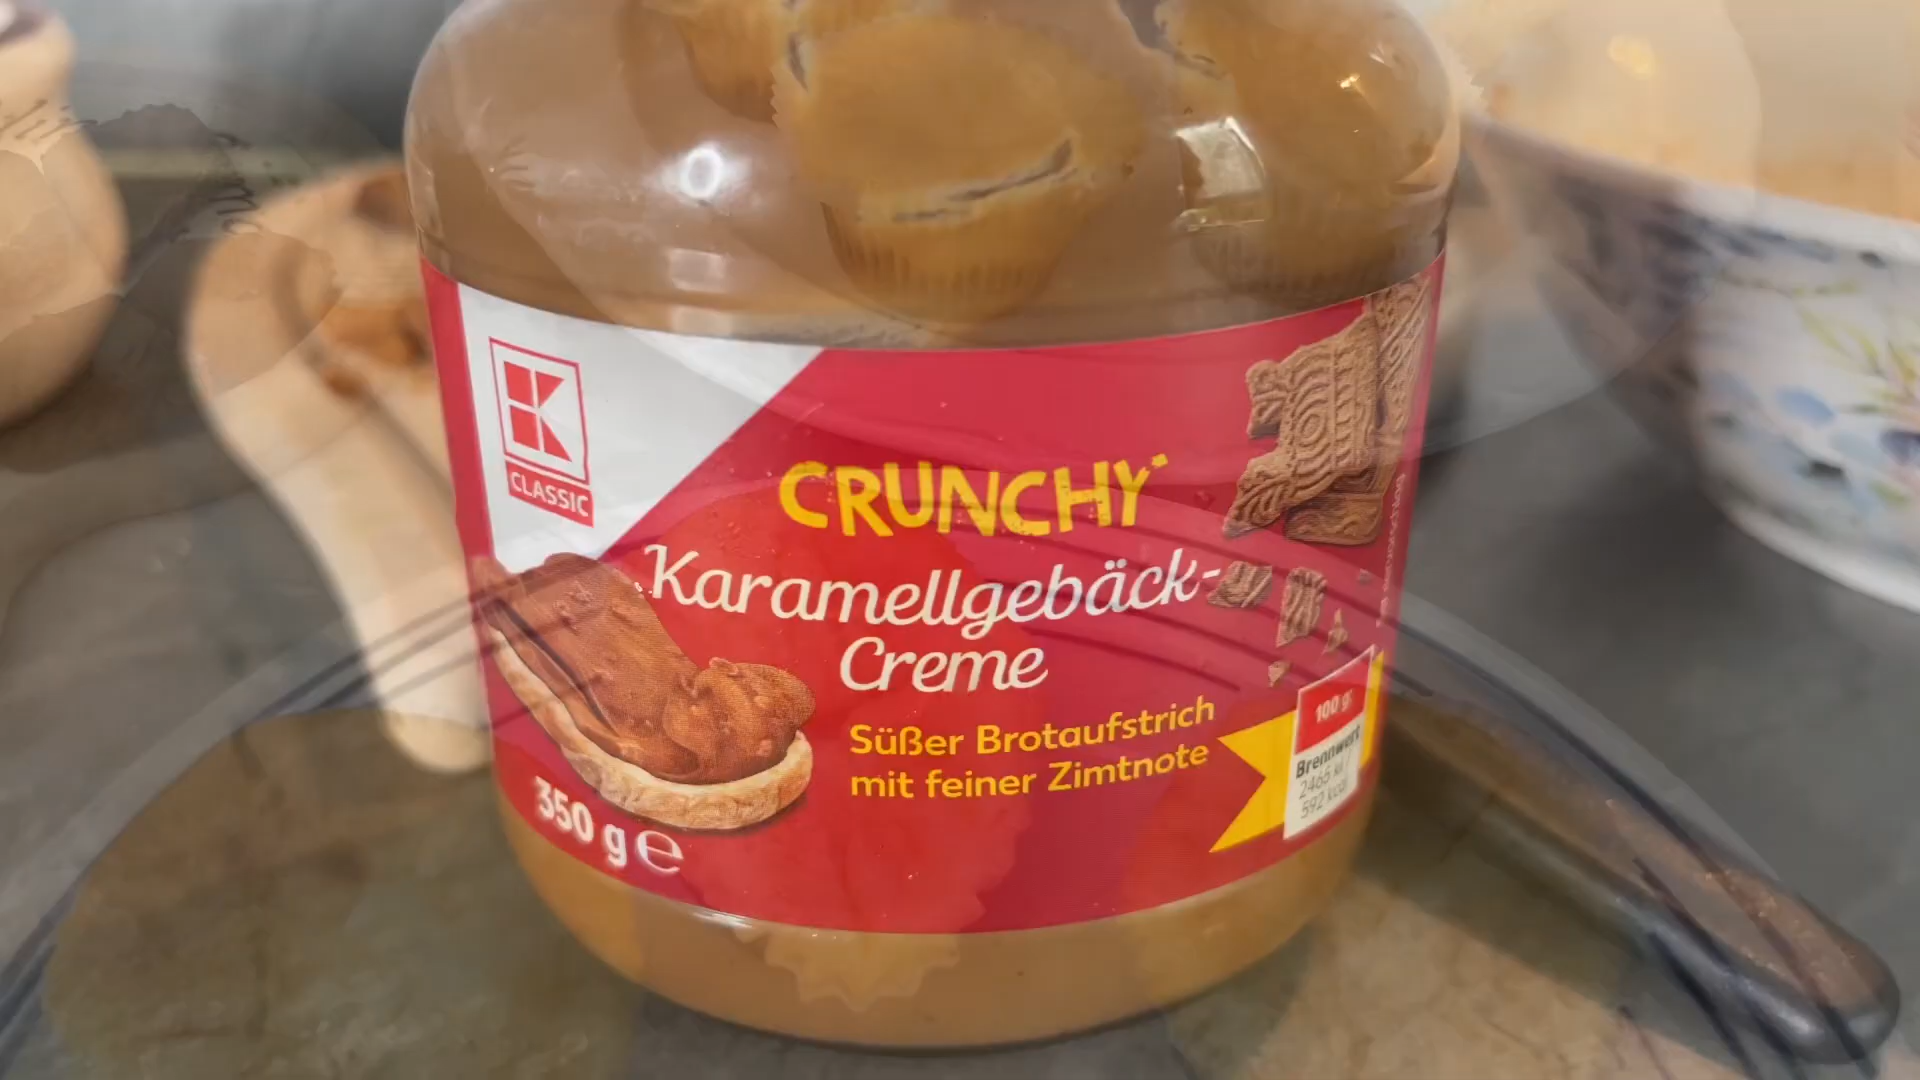 K
CLASSIC
CRUNCHY
Karamellgebäck-
Creme
Süßer Brotaufstrich
mit feiner Zimtnote
350 g e
100 g
Brennwert
2465 kJ/
592 kcal